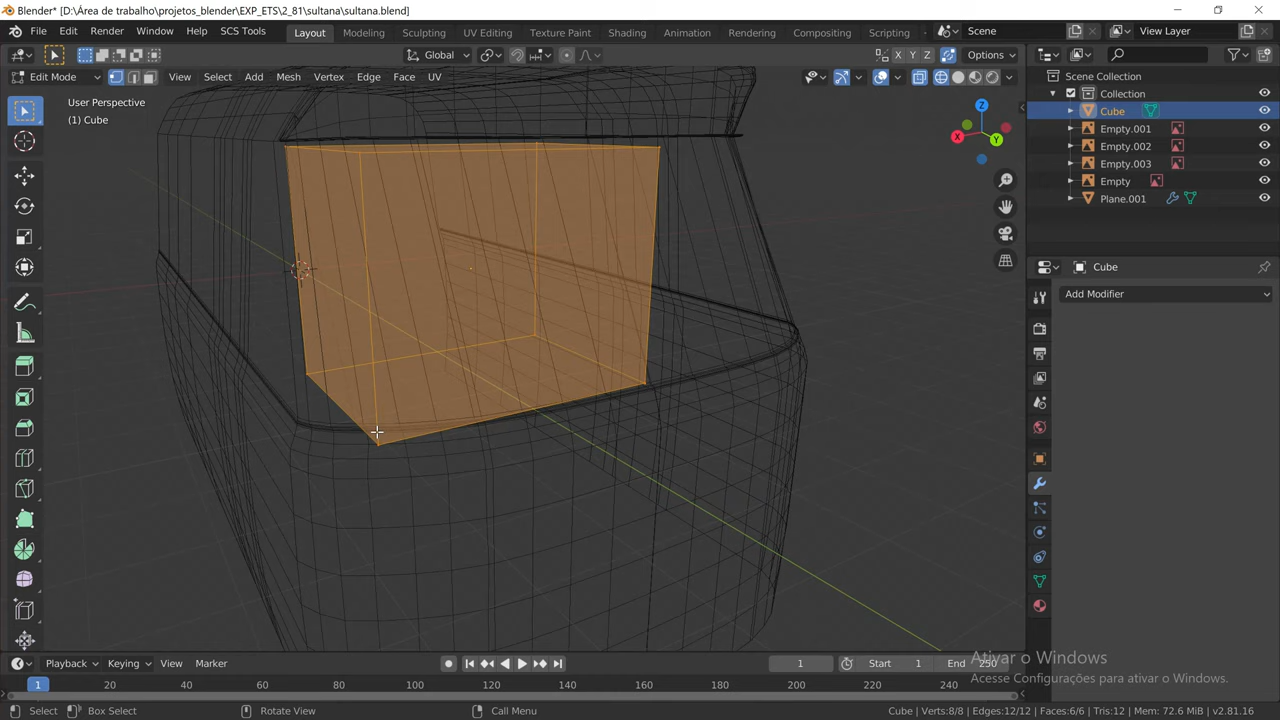 Blender* [D:\Área de trabalho\projetos_blender\EXP_ETS\2_81\sultana\sultana.blend]
File Edit Render Window Help SCS Tools Layout Modeling Sculpting UV Editing Texture Paint Shading Animation Rendering Compositing Scripting Scene View Layer
Global X Y Z Options
Edit Mode View Select Add Mesh Vertex Edge Face UV
User Perspective
(1) Cube
Z
X
Y
Scene Collection
Collection
Cube
Empty.001
Empty.002
Empty.003
Empty
Plane.001
Cube
Add Modifier
Ativar o Windows
Acesse Configurações para ativar o Windows.
Playback Keying View Marker 1 Start 1 End 250
1 20 40 60 80 100 120 140 160 180 200 220 240
Select Box Select Rotate View Call Menu Cube | Verts:8/8 | Edges:12/12 | Faces:6/6 | Tris:12 | Mem: 72.6 MiB | v2.81.16